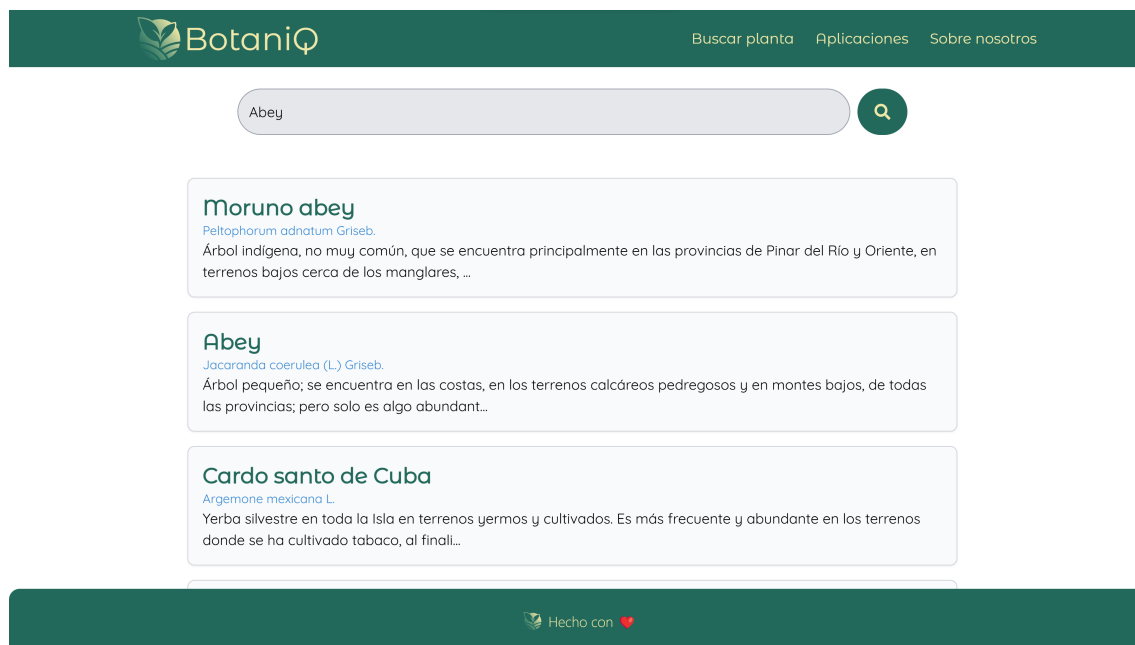 BotaniQ
Buscar planta Aplicaciones Sobre nosotros
Abey
Moruno abey
Peltophorum adnatum Griseb.
Árbol indígena, no muy común, que se encuentra principalmente en las provincias de Pinar del Río y Oriente, en
terrenos bajos cerca de los manglares, ...
Abey
Jacaranda coerulea (L.) Griseb.
Árbol pequeño; se encuentra en las costas, en los terrenos calcáreos pedregosos y en montes bajos, de todas
las provincias; pero solo es algo abundant...
Cardo santo de Cuba
Argemone mexicana L.
Yerba silvestre en toda la Isla en terrenos yermos y cultivados. Es más frecuente y abundante en los terrenos
donde se ha cultivado tabaco, al finali...
Hecho con ❤️